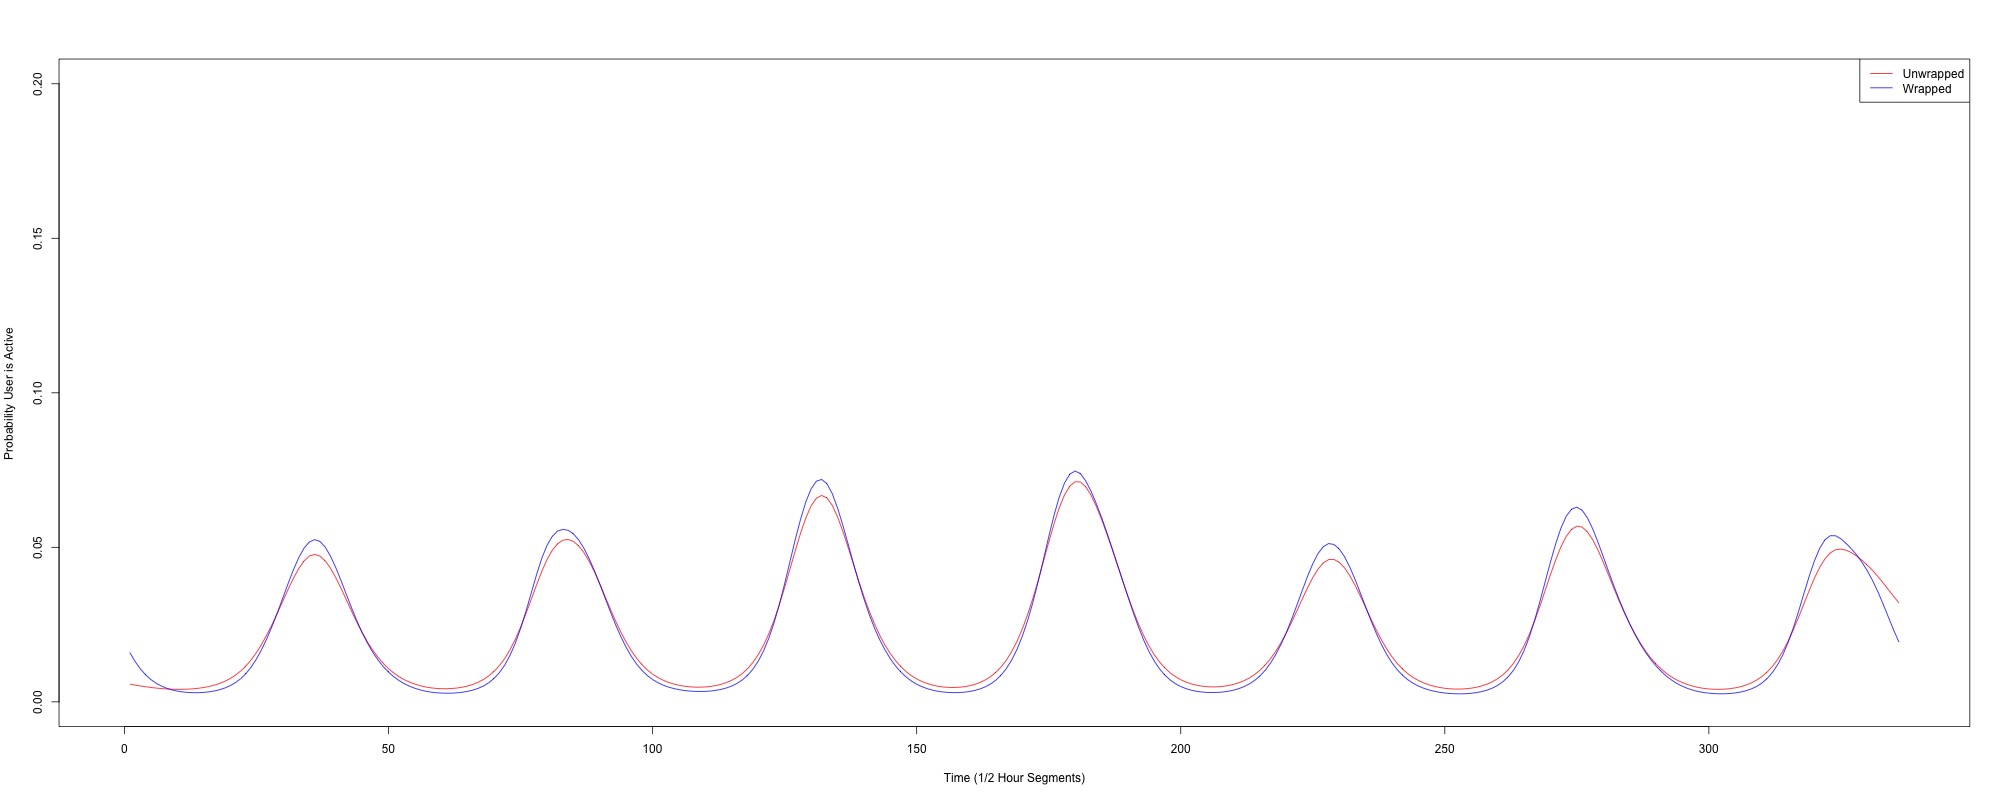 Unwrapped
Wrapped
0.20
0.15
0.10
0.05
0.00
Probability User is Active
0 50 100 150 200 250 300
Time (1/2 Hour Segments)